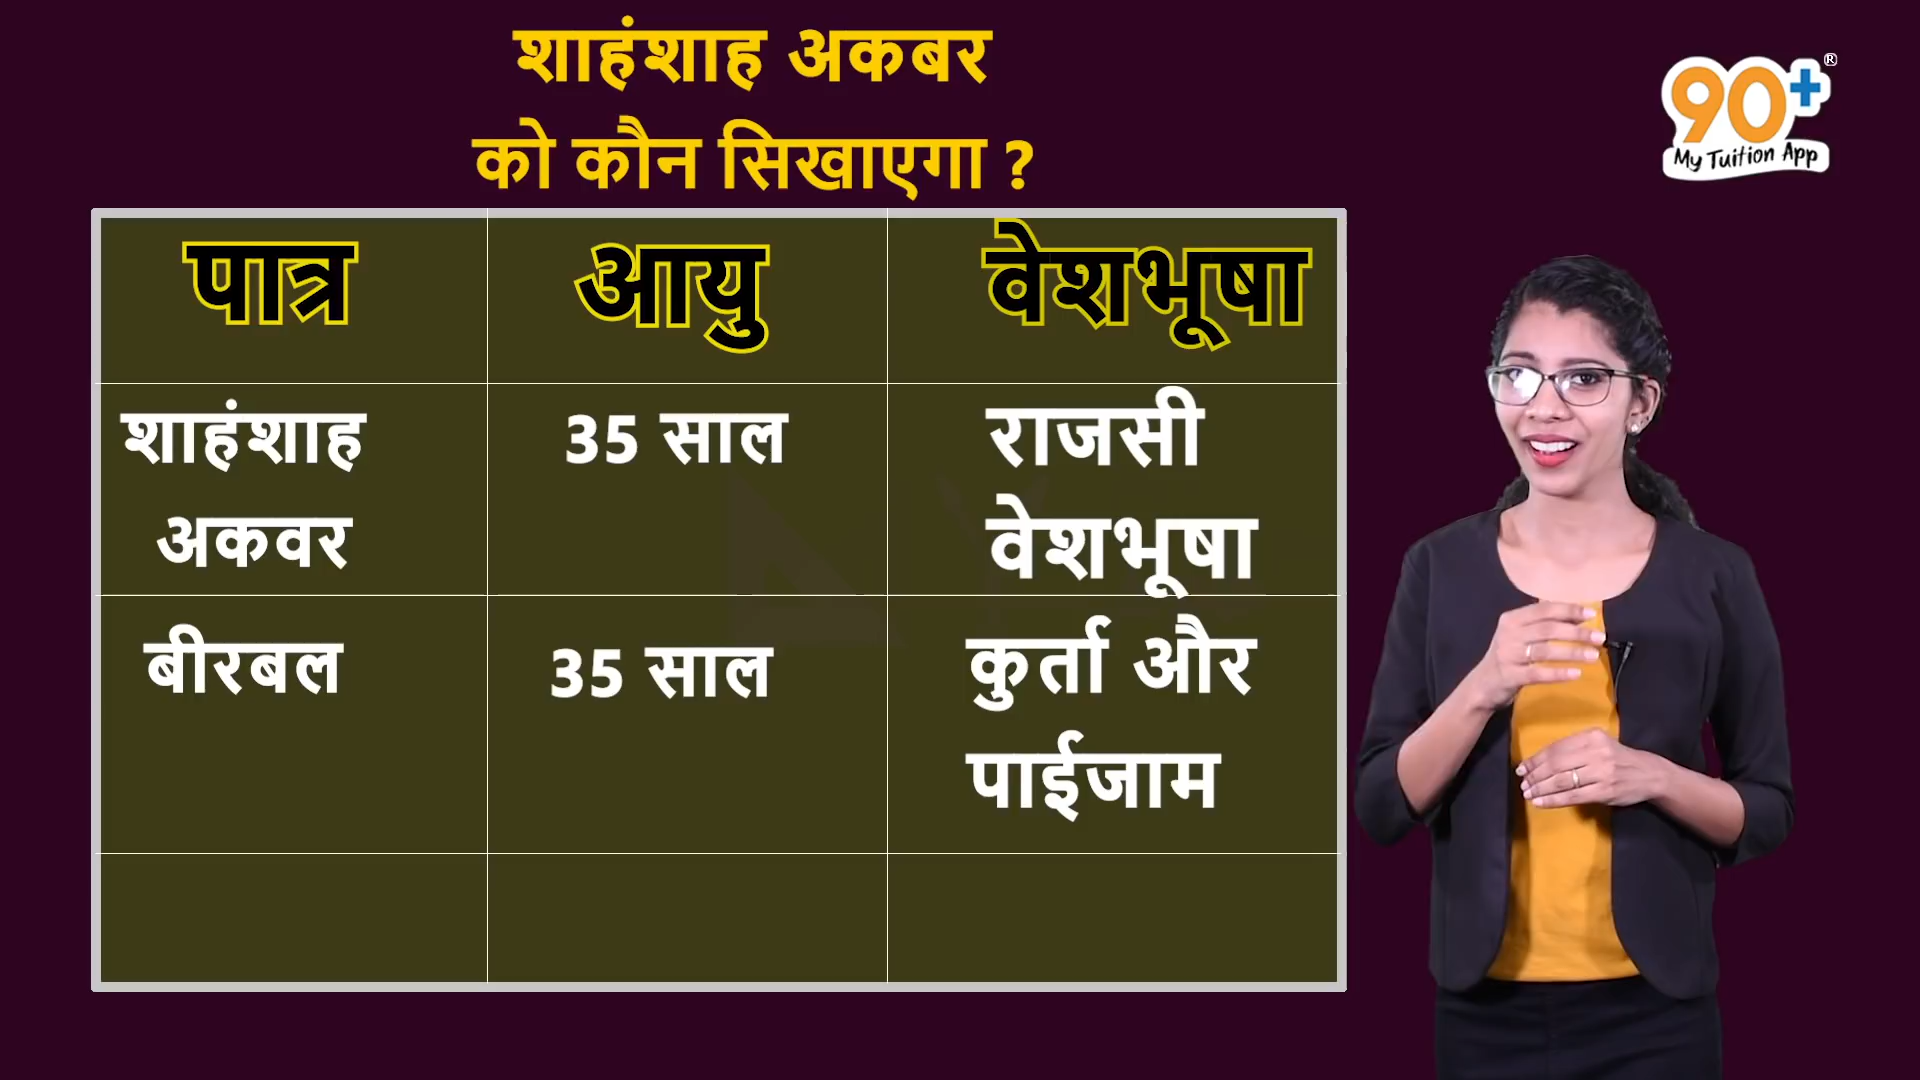 शाहंशाह अकबर
को कौन सिखाएगा ?
90+®
My Tuition App
पात्र आयु वेशभूषा
शाहंशाह 35 साल राजसी
अकवर वेशभूषा
बीरबल 35 साल कुर्ता और
पाईजाम